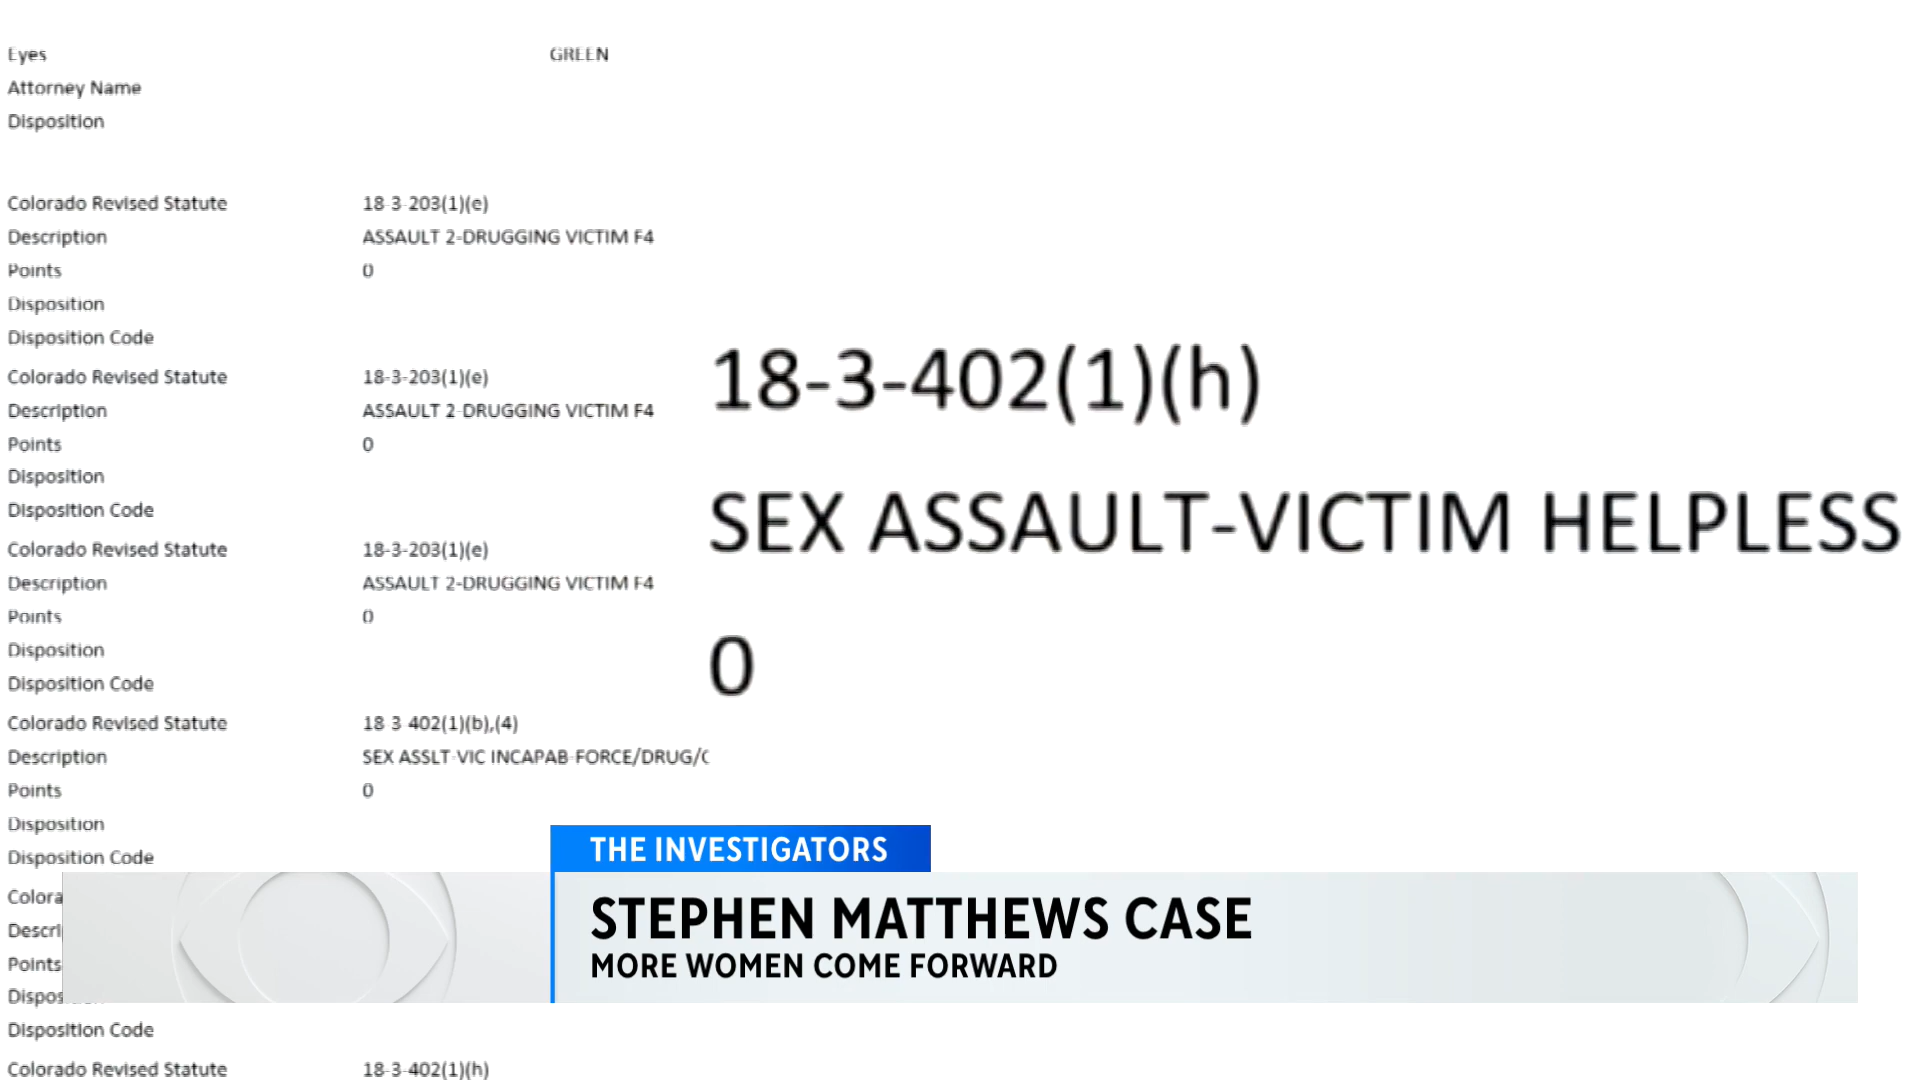 Eyes GREEN
Attorney Name
Disposition
Colorado Revised Statute 18-3-203(1)(e)
Description ASSAULT 2-DRUGGING VICTIM F4
Points 0
Disposition
Disposition Code
Colorado Revised Statute 18-3-203(1)(e)
Description ASSAULT 2-DRUGGING VICTIM F4
Points 0
Disposition
Disposition Code
Colorado Revised Statute 18-3-203(1)(e)
Description ASSAULT 2-DRUGGING VICTIM F4
Points 0
Disposition
Disposition Code
Colorado Revised Statute 18-3-402(1)(b),(4)
Description SEX ASSLT-VIC INCAPAB-FORCE/DRUG/
Points 0
Disposition
Disposition Code
Colora
Descri
Points
Dispos
Disposition Code
Colorado Revised Statute 18-3-402(1)(h)
18-3-402(1)(h)
SEX ASSAULT-VICTIM HELPLESS
0
THE INVESTIGATORS
STEPHEN MATTHEWS CASE
MORE WOMEN COME FORWARD